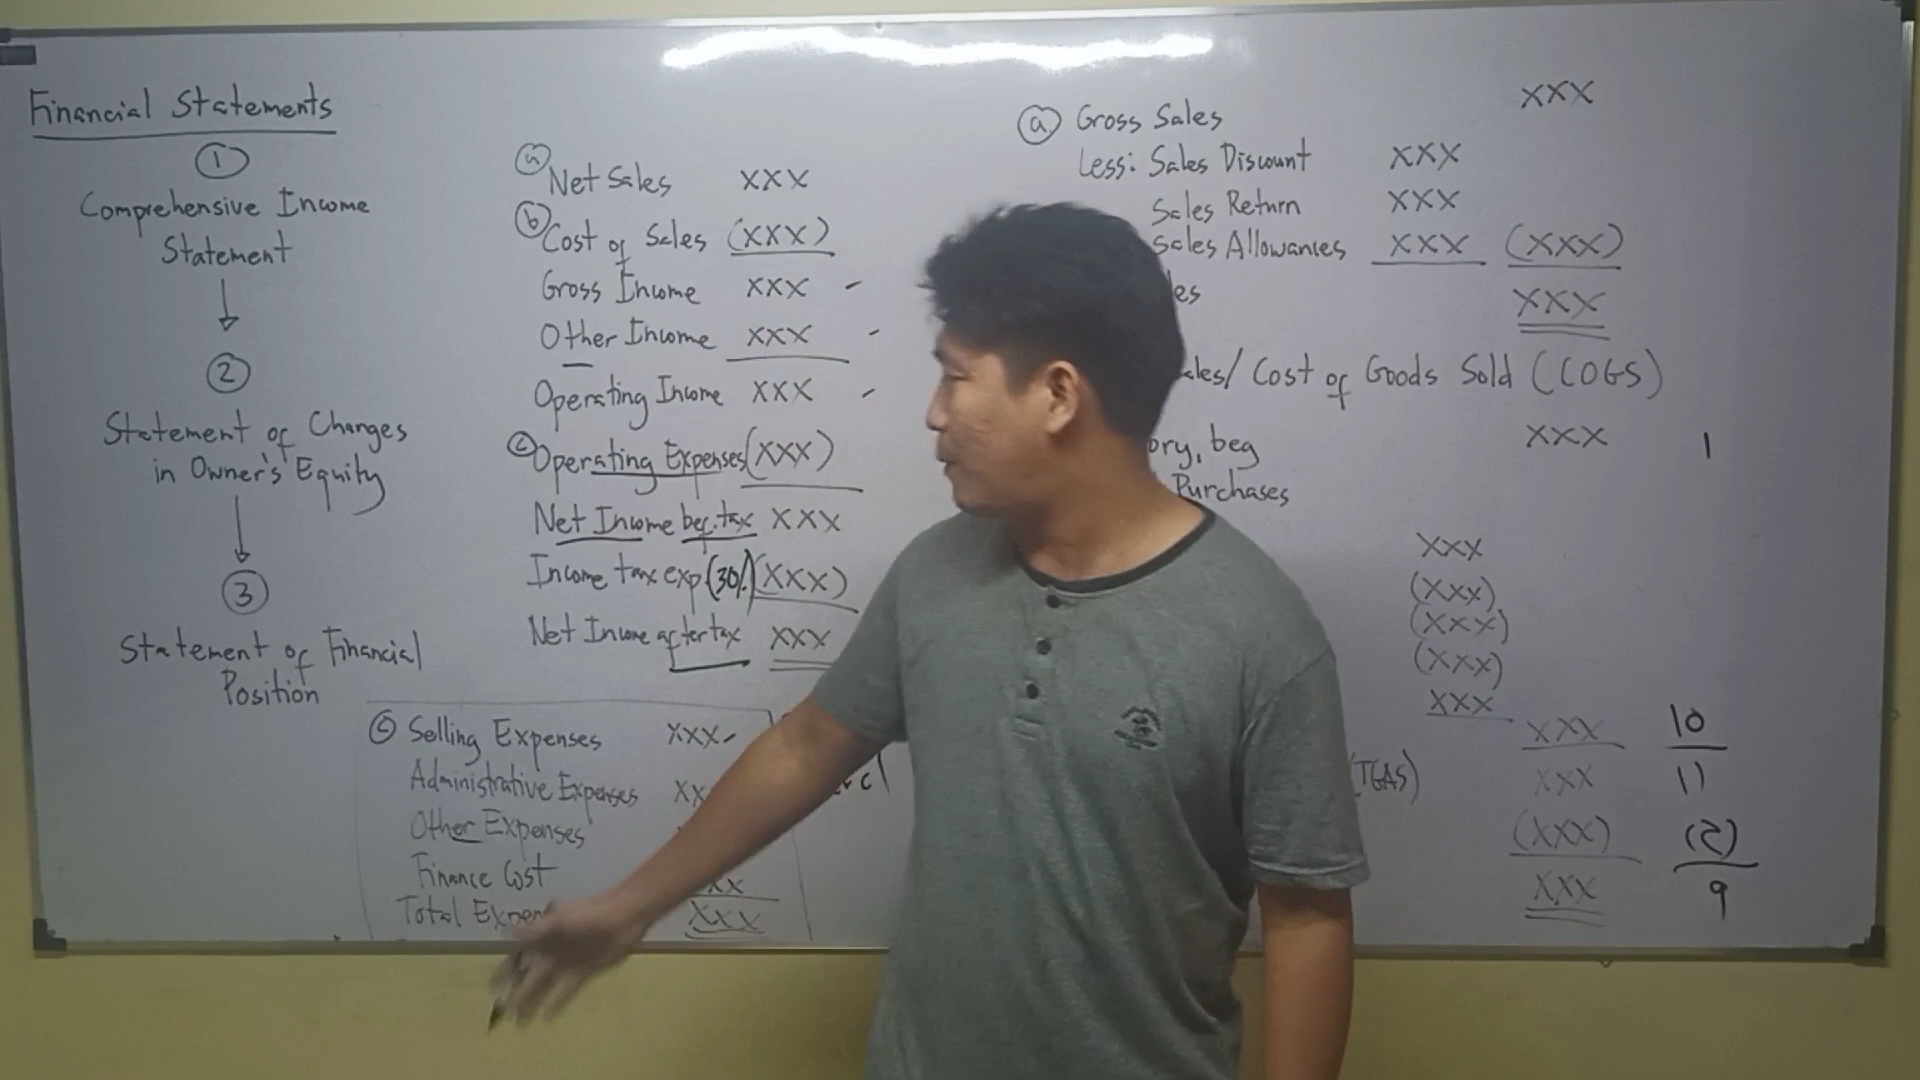 Financial Statements
1
Comprehensive Income
Statement
2
Statement of Changes
in Owner's Equity
3
Statement of Financial
Position
a Net Sales XXX
b Cost of Sales (XXX)
Gross Income XXX
Other Income XXX
Operating Income XXX
c Operating Expenses (XXX)
Net Income bef. tax XXX
Income tax exp (30%) (XXX)
Net Income after tax XXX
c Selling Expenses XXX
Administrative Expenses
Other Expenses
Finance Cost
Total XXX
a Gross Sales XXX
Less: Sales Discount XXX
Sales Return XXX
Sales Allowances XXX (XXX)
XXX
/ Cost of Goods Sold (COGS)
, beg XXX 1
Purchases
XXX
(XXX)
(XXX)
(XXX)
XXX XXX 10
(TGAS) XXX 11
(XXX) (2)
XXX 9